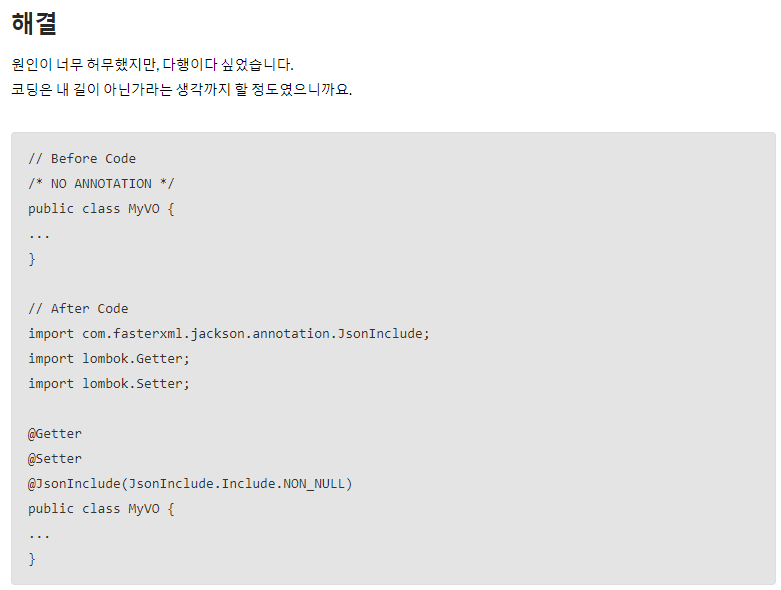 해결
원인이 너무 허무했지만, 다행이다 싶었습니다.
코딩은 내 길이 아닌가라는 생각까지 할 정도였으니까요.
// Before Code
/* NO ANNOTATION */
public class MyVO {
...
}
// After Code
import com.fasterxml.jackson.annotation.JsonInclude;
import lombok.Getter;
import lombok.Setter;
@Getter
@Setter
@JsonInclude(JsonInclude.Include.NON_NULL)
public class MyVO {
...
}